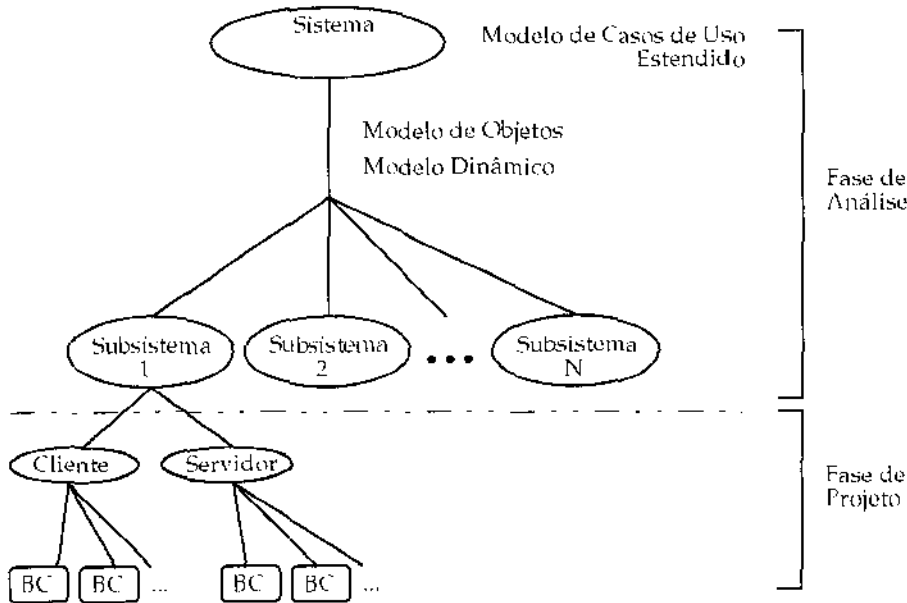 Sistema
Modelo de Casos de Uso
Estendido
Modelo de Objetos
Modelo Dinâmico
Fase de
Análise
Subsistema
1
Subsistema
2
...
Subsistema
N
Cliente
Servidor
Fase de
Projeto
BC
BC
...
BC
BC
...